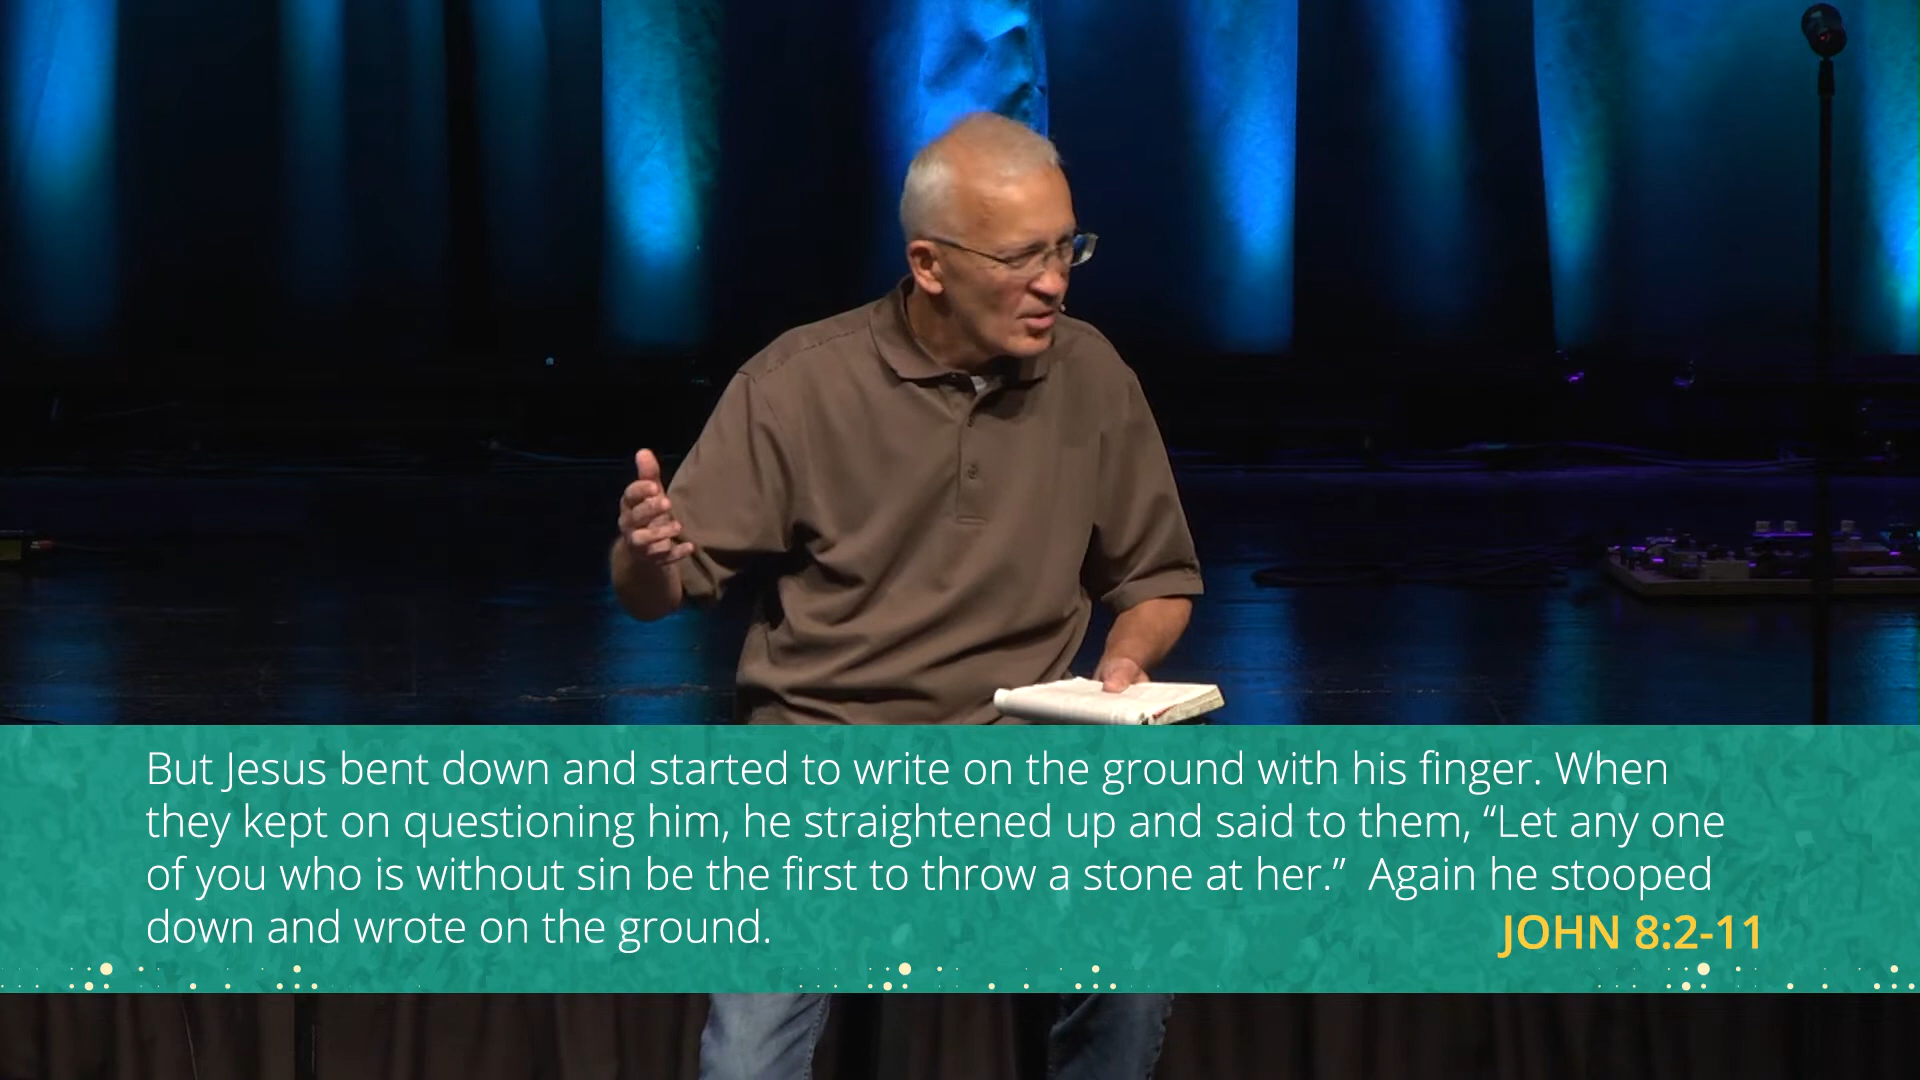 But Jesus bent down and started to write on the ground with his finger. When
they kept on questioning him, he straightened up and said to them, “Let any one
of you who is without sin be the first to throw a stone at her.”  Again he stooped
down and wrote on the ground.
JOHN 8:2-11